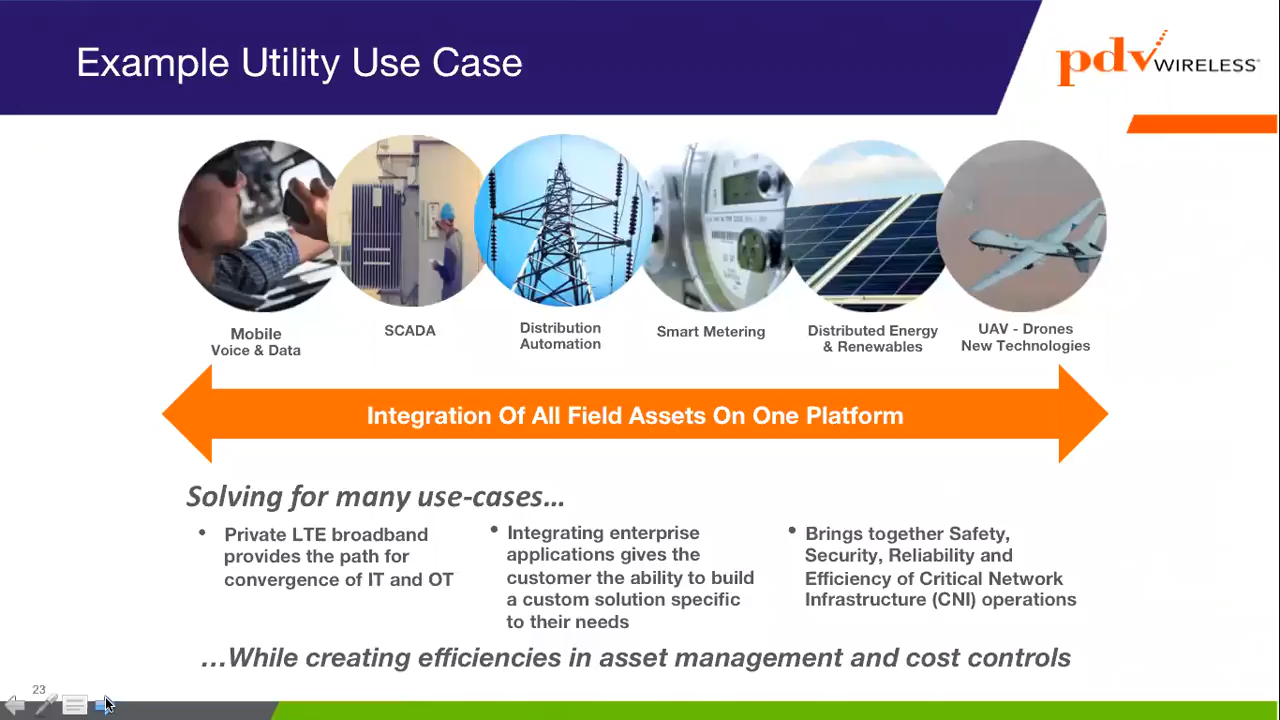 Example Utility Use Case
pdv WIRELESS
Mobile
Voice & Data
SCADA
Distribution
Automation
Smart Metering
Distributed Energy
& Renewables
UAV - Drones
New Technologies
Integration Of All Field Assets On One Platform
Solving for many use-cases…
• Private LTE broadband
provides the path for
convergence of IT and OT
• Integrating enterprise
applications gives the
customer the ability to build
a custom solution specific
to their needs
• Brings together Safety,
Security, Reliability and
Efficiency of Critical Network
Infrastructure (CNI) operations
…While creating efficiencies in asset management and cost controls
23